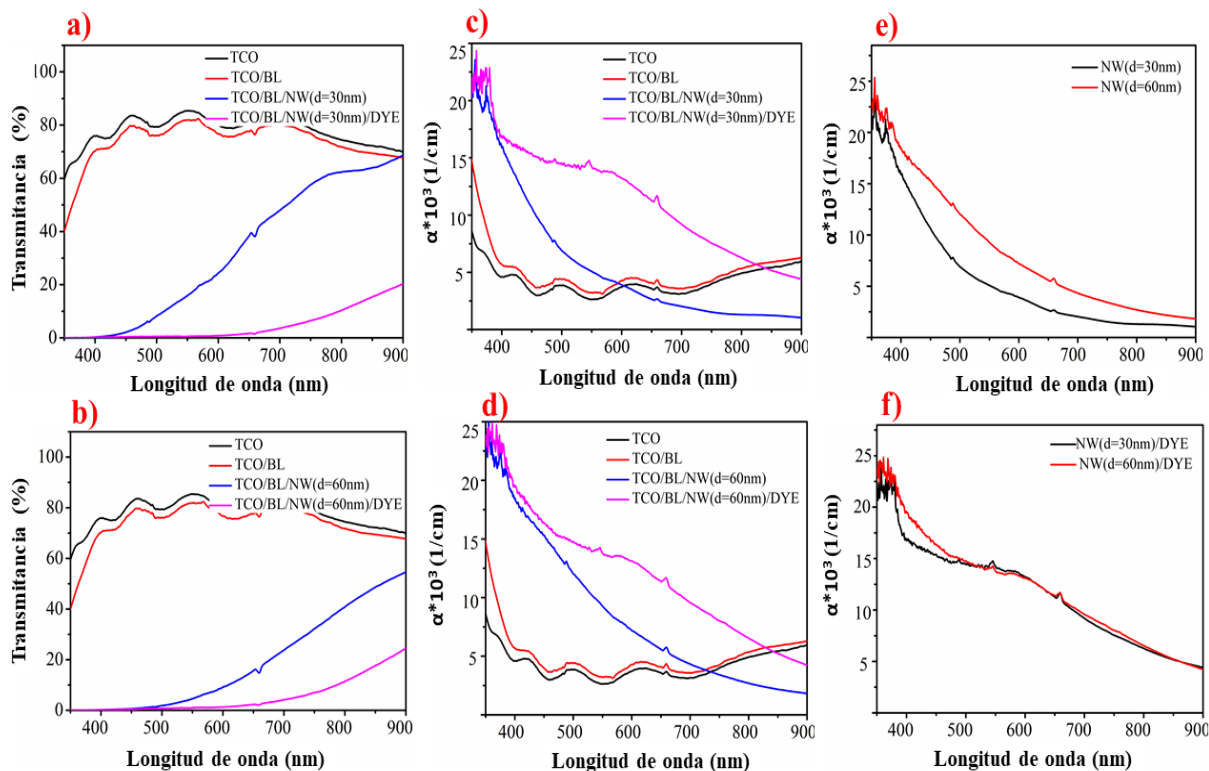 a)
TCO
TCO/BL
TCO/BL/NW(d=30nm)
TCO/BL/NW(d=30nm)/DYE
Transmitancia (%)
100
80
60
40
20
0
400 500 600 700 800 900
Longitud de onda (nm)
c)
TCO
TCO/BL
TCO/BL/NW(d=30nm)
TCO/BL/NW(d=30nm)/DYE
α*10³ (1/cm)
25
20
15
10
5
400 500 600 700 800 900
Longitud de onda (nm)
e)
NW(d=30nm)
NW(d=60nm)
α*10³ (1/cm)
25
20
15
10
5
400 500 600 700 800 900
Longitud de onda (nm)
b)
TCO
TCO/BL
TCO/BL/NW(d=60nm)
TCO/BL/NW(d=60nm)/DYE
Transmitancia (%)
100
80
60
40
20
0
400 500 600 700 800 900
Longitud de onda (nm)
d)
TCO
TCO/BL
TCO/BL/NW(d=60nm)
TCO/BL/NW(d=60nm)/DYE
α*10³ (1/cm)
25
20
15
10
5
400 500 600 700 800 900
Longitud de onda (nm)
f)
NW(d=30nm)/DYE
NW(d=60nm)/DYE
α*10³ (1/cm)
25
20
15
10
5
400 500 600 700 800 900
Longitud de onda (nm)